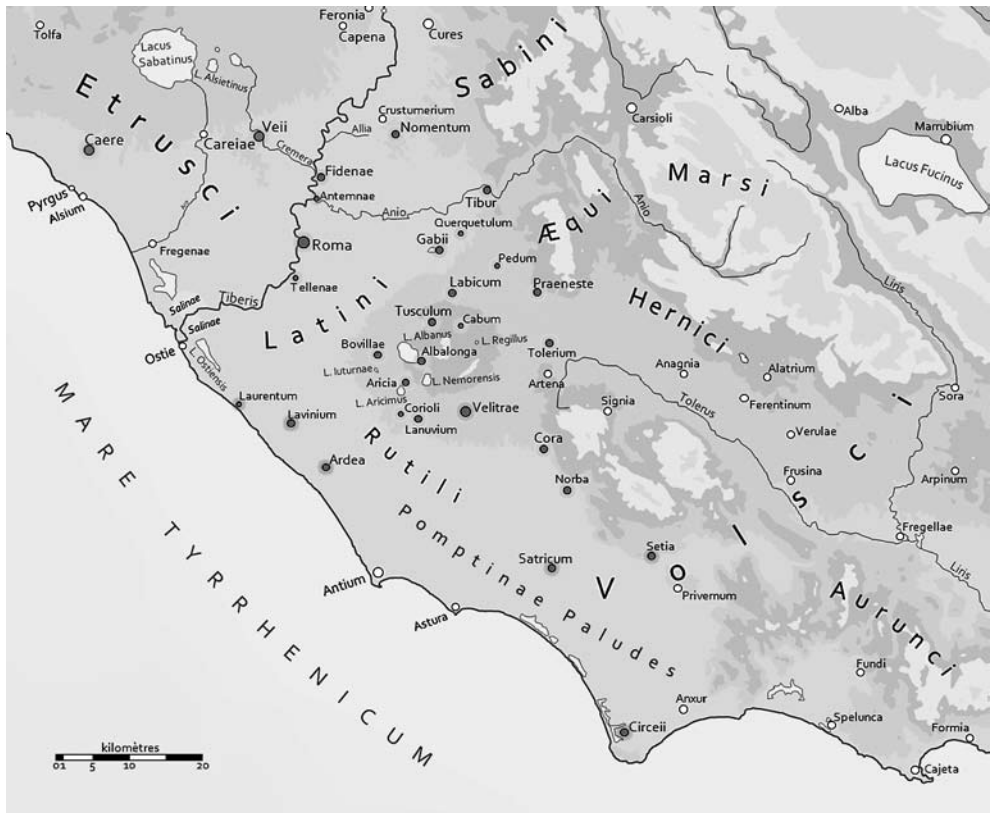 Tolfa
Feronia
Capena
Cures
Lacus
Sabatinus
L. Alsietinus
Sabini
Etrusci
Crustumerium
Allia
Nomentum
Veii
Careiae
Caere
Cremera
Fidenae
Carsioli
Alba
Marrubium
Lacus Fucinus
Marsi
Pyrgus
Alsium
Antemnae
Anio
Tibur
Anio
Æqui
Querquetulum
Gabii
Roma
Fregenae
Pedum
Tellenae
Labicum
Praeneste
Liris
Salinae
Tiberis
Salinae
Latini
Hernici
Tusculum
Cabum
L. Albanus
L. Regillus
Ostie
L. Ostiensis
Bovillae
Albalonga
Tolerium
L. Iuturnae
Artena
Anagnia
Alatrium
Aricia
L. Nemorensis
Sora
Laurentum
L. Aricimus
Corioli
Velitrae
Signia
Tolerus
Ferentinum
Lavinium
Lanuvium
Verulae
MARE TYRRHENICUM
Rutili
Cora
Ardea
Norba
Frusina
Arpinum
Pomptinae Paludes
Fregellae
Volsci
Satricum
Setia
Liris
Antium
Privernum
Aurunci
Astura
Fundi
Anxur
Spelunca
Circeii
Formia
kilomètres
01 5 10 20
Cajeta